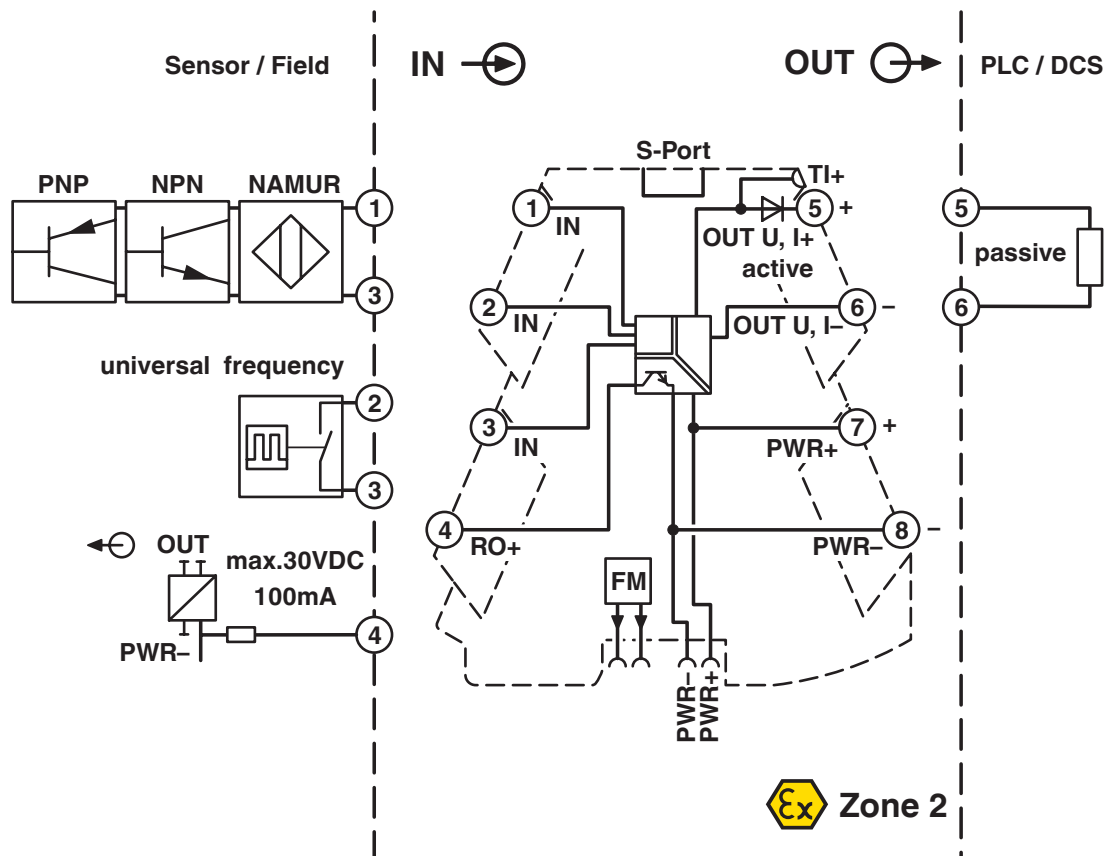 Sensor / Field
IN
OUT
PLC / DCS
PNP
NPN
NAMUR
1
3
universal frequency
2
3
OUT
max.30VDC
100mA
PWR–
4
S-Port
TI+
1
IN
5
+
OUT U, I+
active
2
IN
6
–
OUT U, I–
3
IN
7
+
PWR+
4
RO+
8
–
PWR–
FM
PWR–
PWR+
5
passive
6
Ex
Zone 2